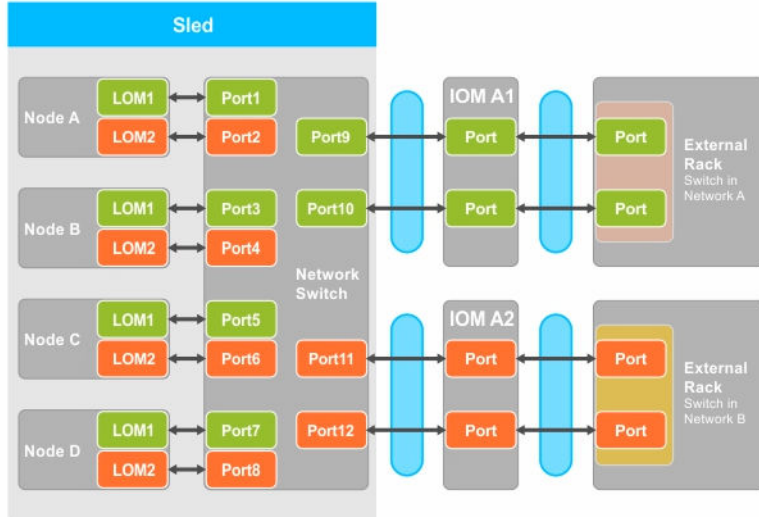 Sled
Node A
LOM1
Port1
LOM2
Port2
Node B
LOM1
Port3
LOM2
Port4
Node C
LOM1
Port5
LOM2
Port6
Node D
LOM1
Port7
LOM2
Port8
Port9
Port10
Network
Switch
Port11
Port12
IOM A1
Port
Port
Port
Port
External
Rack
Switch in
Network A
IOM A2
Port
Port
Port
Port
External
Rack
Switch in
Network B